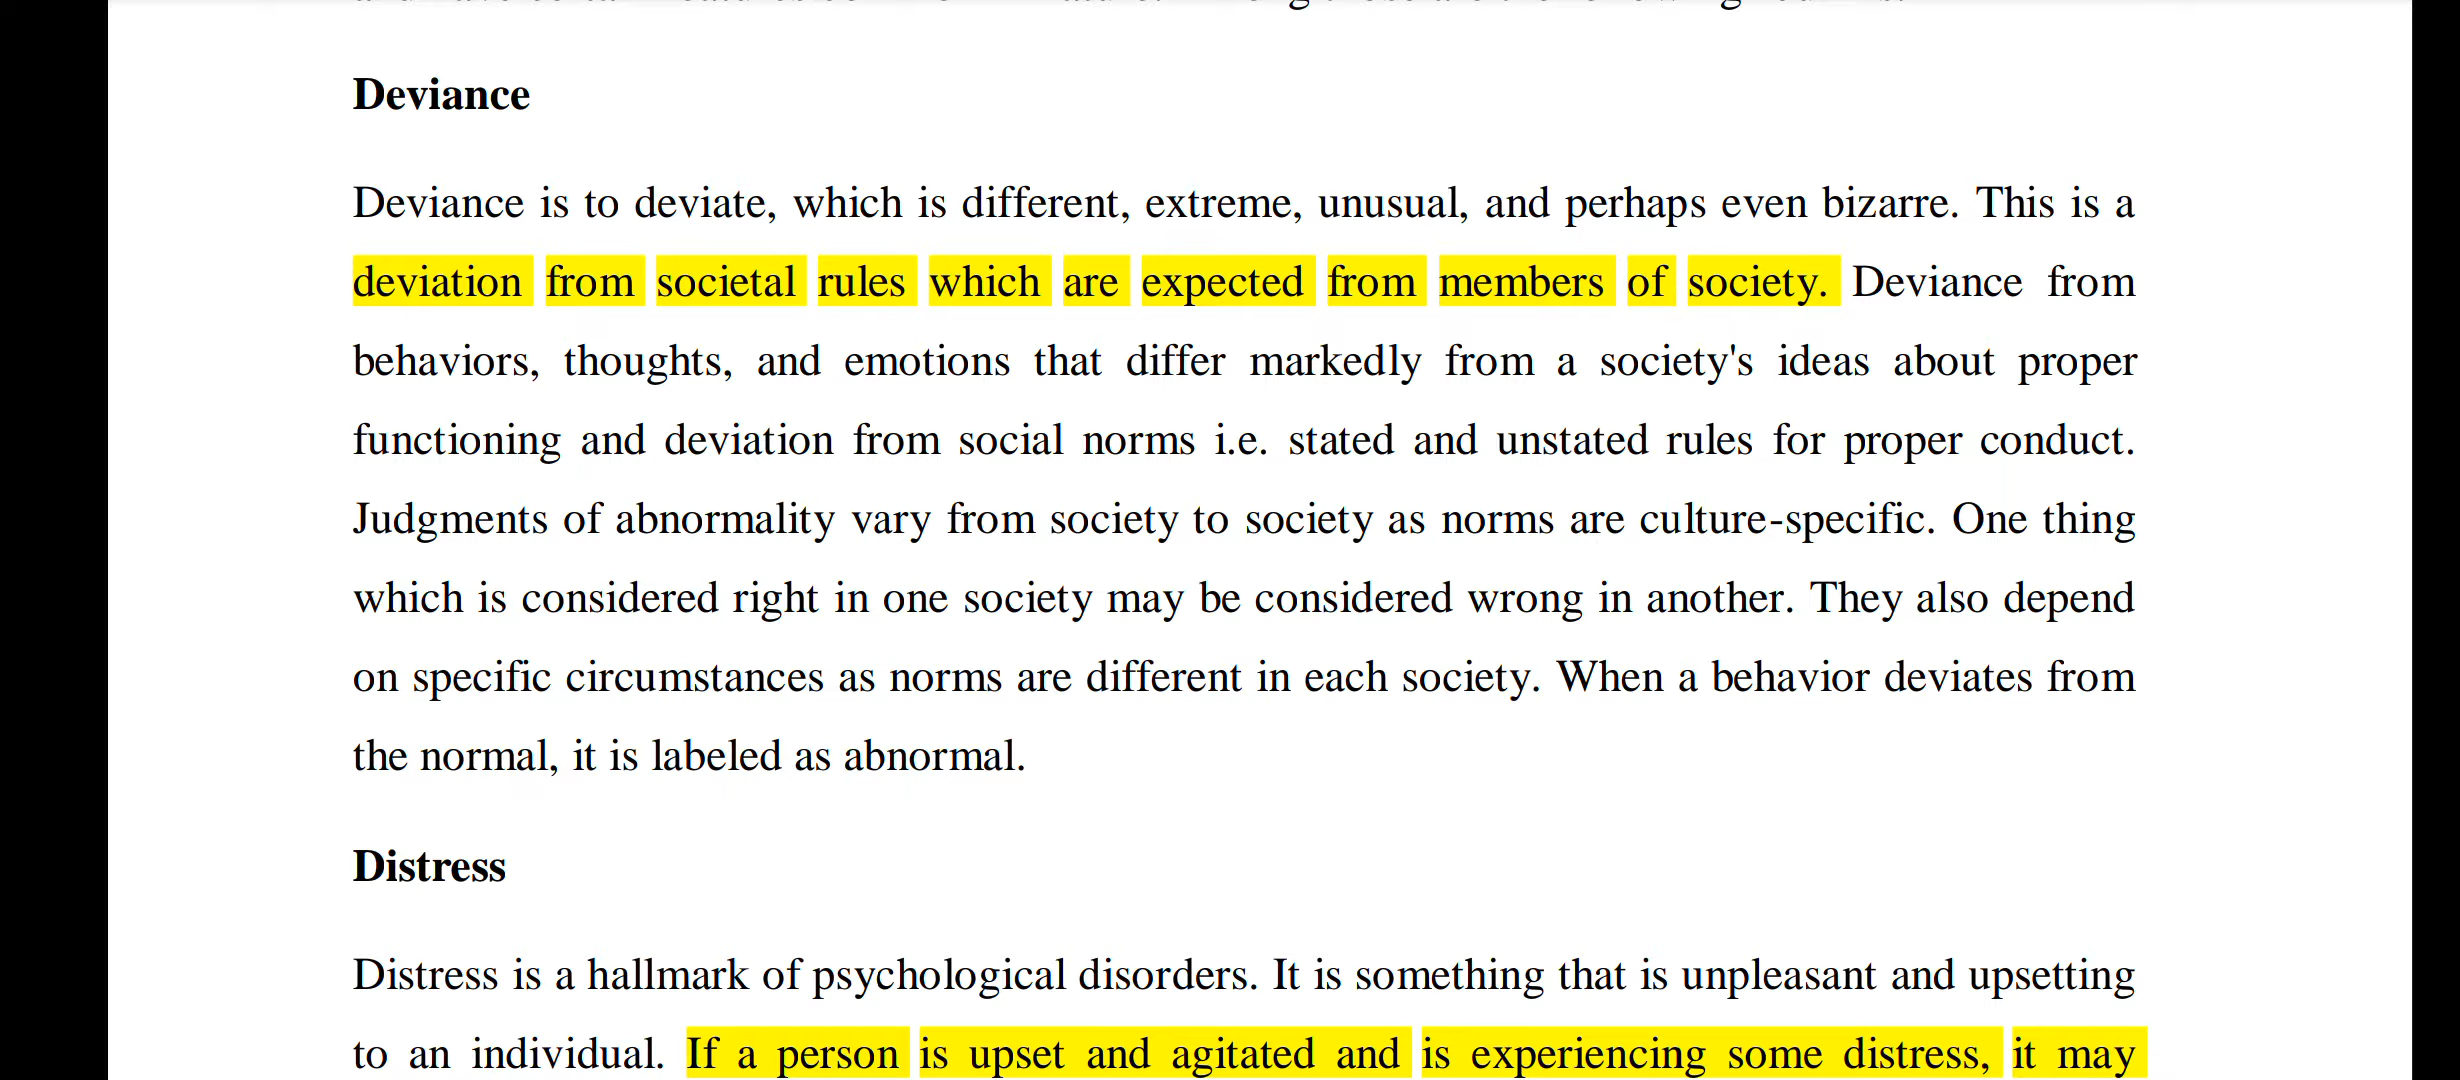 Deviance
Deviance is to deviate, which is different, extreme, unusual, and perhaps even bizarre. This is a
deviation from societal rules which are expected from members of society. Deviance from
behaviors, thoughts, and emotions that differ markedly from a society's ideas about proper
functioning and deviation from social norms i.e. stated and unstated rules for proper conduct.
Judgments of abnormality vary from society to society as norms are culture-specific. One thing
which is considered right in one society may be considered wrong in another. They also depend
on specific circumstances as norms are different in each society. When a behavior deviates from
the normal, it is labeled as abnormal.
Distress
Distress is a hallmark of psychological disorders. It is something that is unpleasant and upsetting
to an individual. If a person is upset and agitated and is experiencing some distress, it may